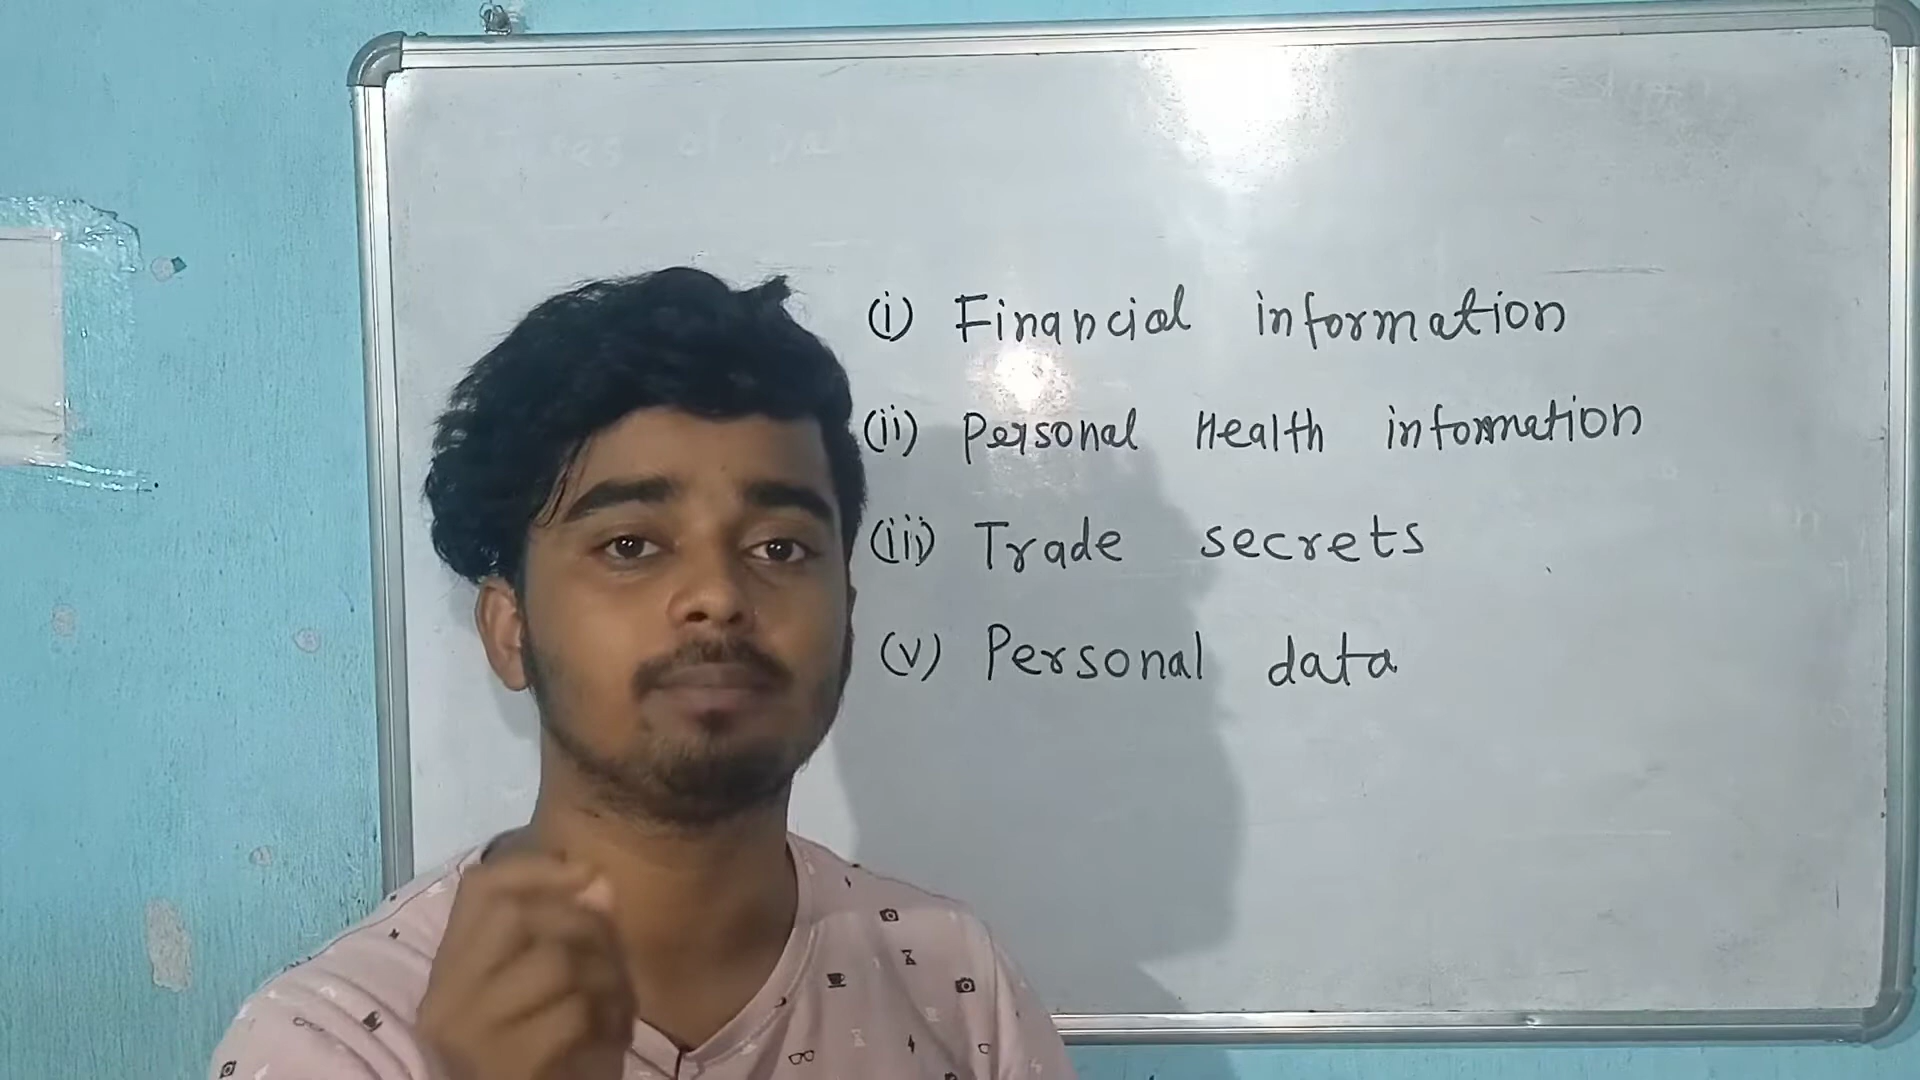 (i) Financial information
(ii) Personal Health information
(iii) Trade secrets
(v) Personal data